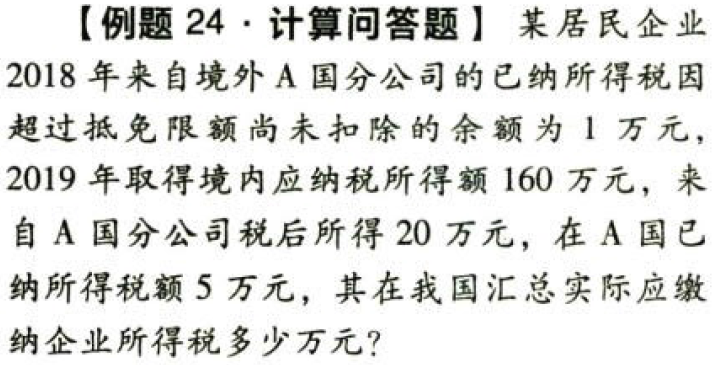 【例题 24·计算问答题】 某居民企业
2018 年来自境外 A 国分公司的已纳所得税因
超过抵免限额尚未扣除的余额为 1 万元，
2019 年取得境内应纳税所得额 160 万元，来
自 A 国分公司税后所得 20 万元，在 A 国已
纳所得税额 5 万元，其在我国汇总实际应缴
纳企业所得税多少万元？